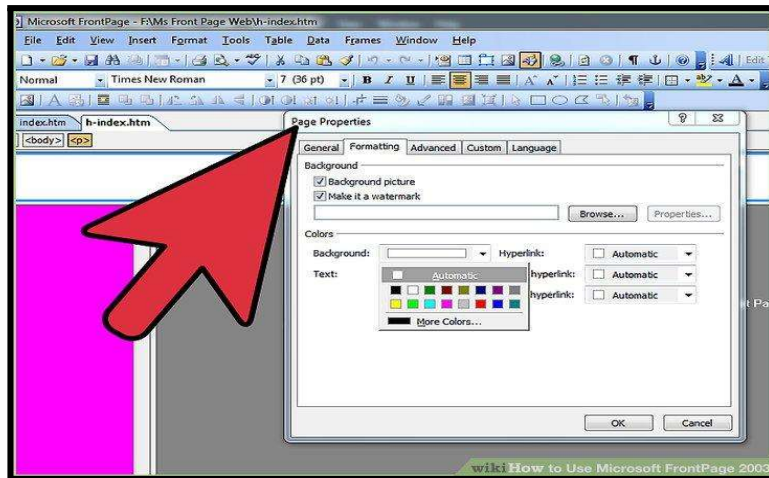 Microsoft FrontPage - F:\Ms Front Page Web\h-index.htm
File Edit View Insert Format Tools Table Data Frames Window Help
Normal Times New Roman 7 (36 pt) B I U A A A
index.htm h-index.htm
<body> <p>
Page Properties
General Formatting Advanced Custom Language
Background
Background picture
Make it a watermark
Browse... Properties...
Colors
Background: Hyperlink: Automatic
Text: Automatic hyperlink: Automatic
hyperlink: Automatic
More Colors...
OK Cancel
wikiHow to Use Microsoft FrontPage 2003